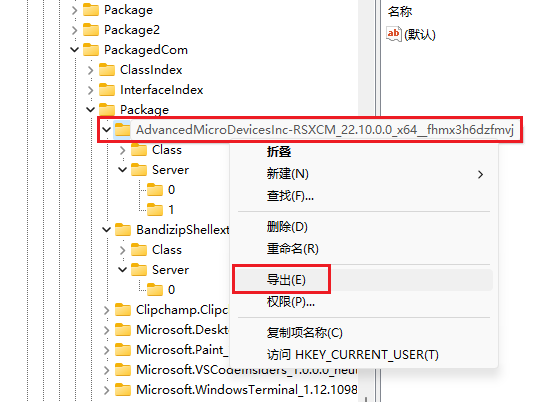 Package
Package2
PackagedCom
ClassIndex
InterfaceIndex
Package
AdvancedMicroDevicesInc-RSXCM_22.10.0.0_x64__fhmx3h6dzfmvj
Class
Server
0
1
BandizipShellext
Class
Server
0
Clipchamp.Clipc
Microsoft.Deskto
Microsoft.Paint_
Microsoft.VSCodeInsiders_1.0.0.0_neu
Microsoft.WindowsTerminal_1.12.1098
折叠
新建(N)
查找(F)...
删除(D)
重命名(R)
导出(E)
权限(P)...
复制项名称(C)
访问 HKEY_CURRENT_USER(T)
名称
ab (默认)